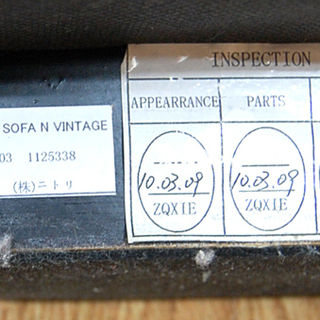 SOFA N VINTAGE
03 1125338
(株)ニトリ
INSPECTION
APPEARRANCE PARTS
10.03.09 10.03.09
ZQXIE ZQXIE